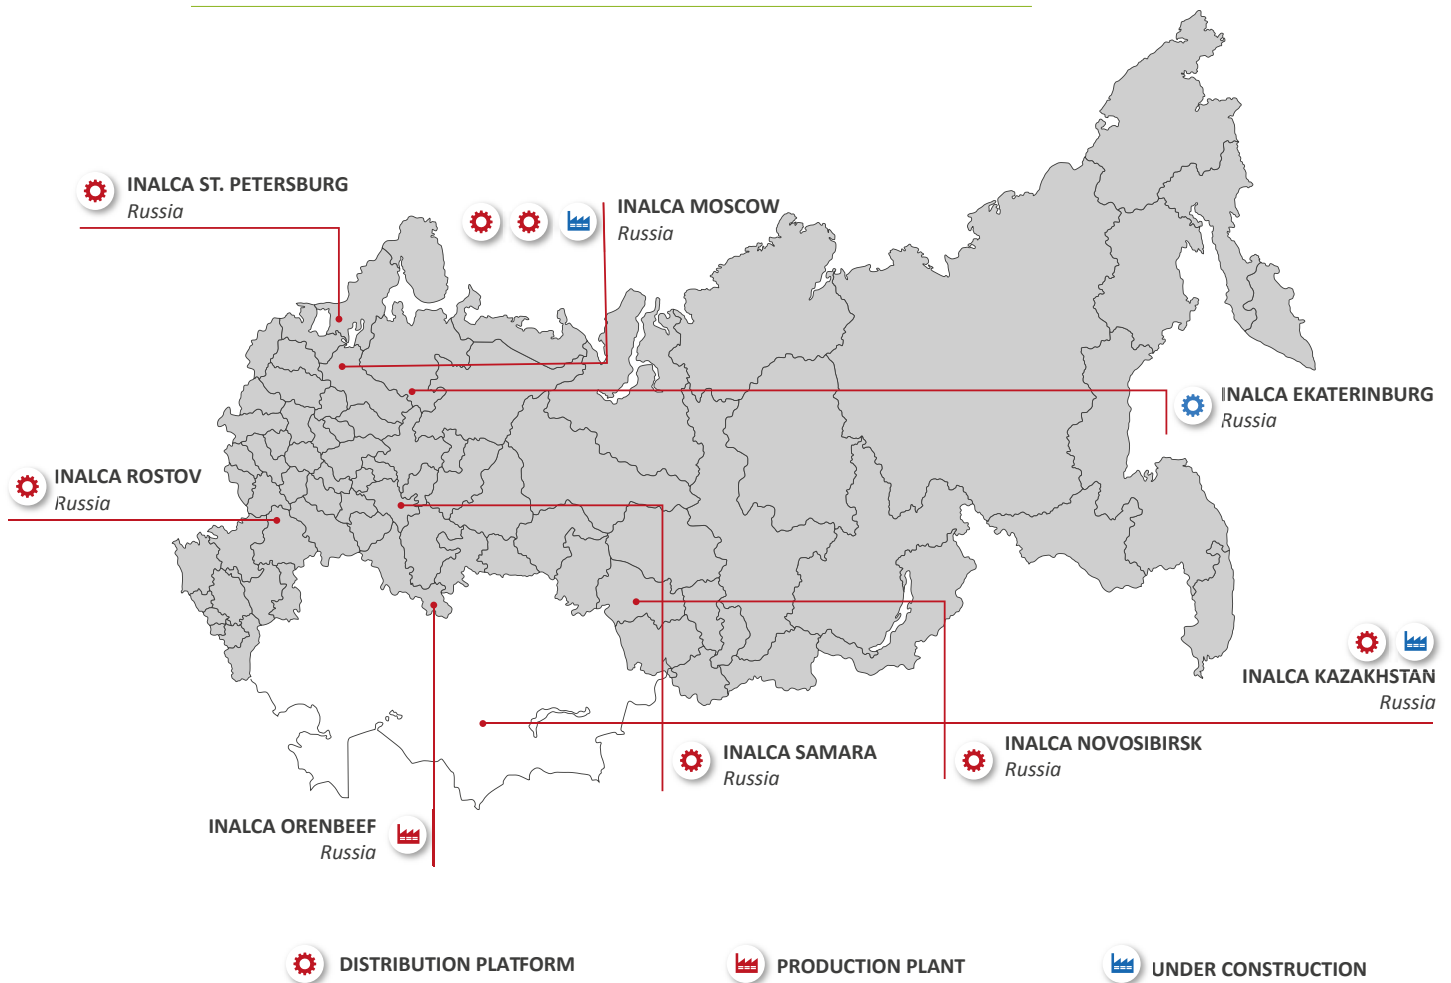 INALCA ST. PETERSBURG
Russia
INALCA MOSCOW
Russia
INALCA EKATERINBURG
Russia
INALCA ROSTOV
Russia
INALCA KAZAKHSTAN
Russia
INALCA SAMARA
Russia
INALCA NOVOSIBIRSK
Russia
INALCA ORENBEEF
Russia
DISTRIBUTION PLATFORM
PRODUCTION PLANT
UNDER CONSTRUCTION